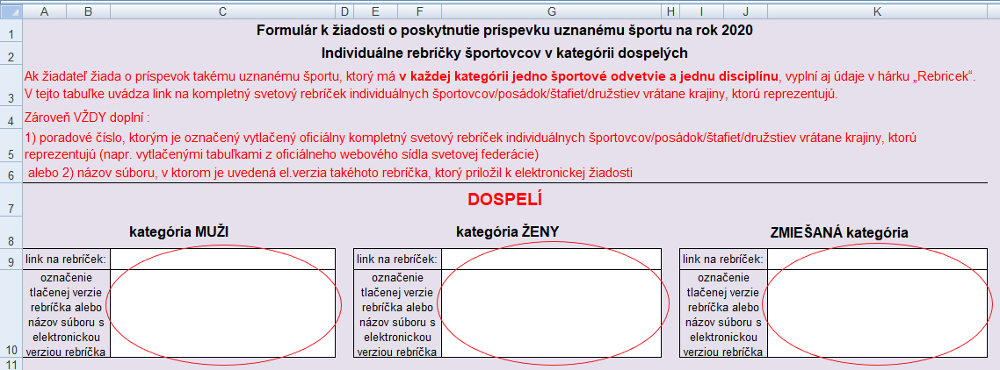 A B C D E F G H I J K
1 Formulár k žiadosti o poskytnutie príspevku uznanému športu na rok 2020
2 Individuálne rebríčky športovcov v kategórii dospelých
Ak žiadateľ žiada o príspevok takému uznanému športu, ktorý má v každej kategórii jedno športové odvetvie a jednu disciplínu, vyplní aj údaje v hárku „Rebricek“.
3 V tejto tabuľke uvádza link na kompletný svetový rebríček individuálnych športovcov/posádok/štafiet/družstiev vrátane krajiny, ktorú reprezentujú.
4 Zároveň VŽDY doplní :
1) poradové číslo, ktorým je označený vytlačený oficiálny kompletný svetový rebríček individuálnych športovcov/posádok/štafiet/družstiev vrátane krajiny, ktorú
5 reprezentujú (napr. vytlačenými tabuľkami z oficiálneho webového sídla svetovej federácie)
6 alebo 2) názov súboru, v ktorom je uvedená el.verzia takéhoto rebríčka, ktorý priložil k elektronickej žiadosti
7 DOSPELÍ
8 kategória MUŽI kategória ŽENY ZMIEŠANÁ kategória
9 link na rebríček: link na rebríček: link na rebríček:
označenie označenie označenie
tlačenej verzie tlačenej verzie tlačenej verzie
rebríčka alebo rebríčka alebo rebríčka alebo
názov súboru s názov súboru s názov súboru s
elektronickou elektronickou elektronickou
10 verziou rebríčka verziou rebríčka verziou rebríčka
11